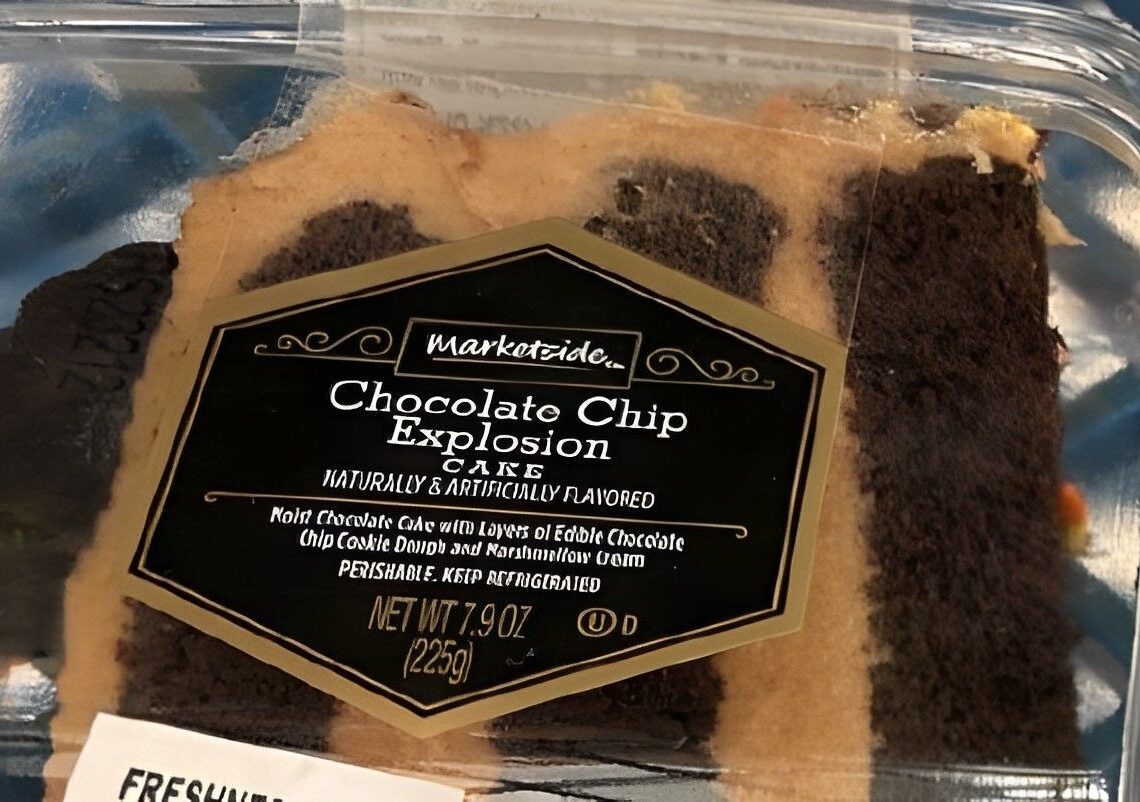 Marketside
Chocolate Chip
Explosion
CAKE
NATURALLY & ARTIFICIALLY FLAVORED
Moist Chocolate Cake with Layers of Edible Chocolate
Chip Cookie Dough and Marshmallow Cream
PERISHABLE. KEEP REFRIGERATED
NET WT 7.9 OZ
(225g)
U D